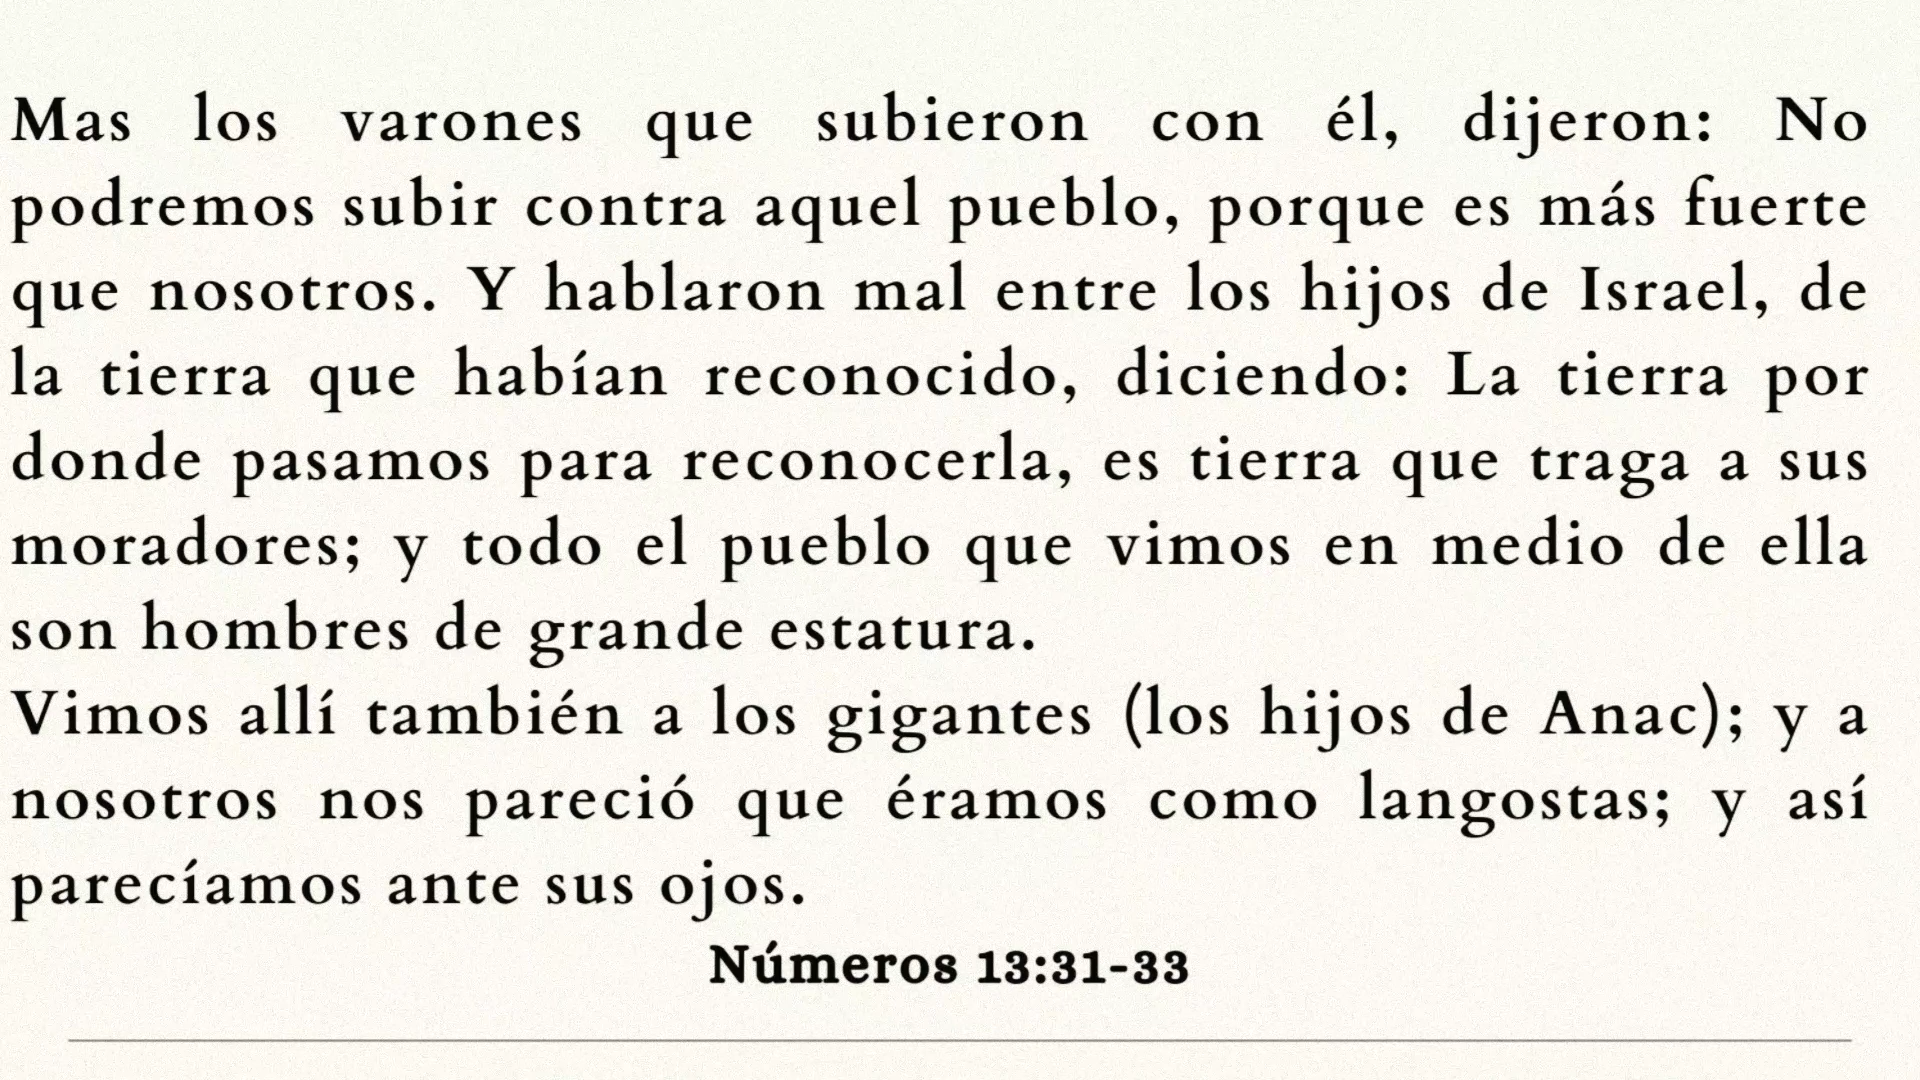 Mas los varones que subieron con él, dijeron: No
podremos subir contra aquel pueblo, porque es más fuerte
que nosotros. Y hablaron mal entre los hijos de Israel, de
la tierra que habían reconocido, diciendo: La tierra por
donde pasamos para reconocerla, es tierra que traga a sus
moradores; y todo el pueblo que vimos en medio de ella
son hombres de grande estatura.
Vimos allí también a los gigantes (los hijos de Anac); y a
nosotros nos pareció que éramos como langostas; y así
parecíamos ante sus ojos.
Números 13:31-33